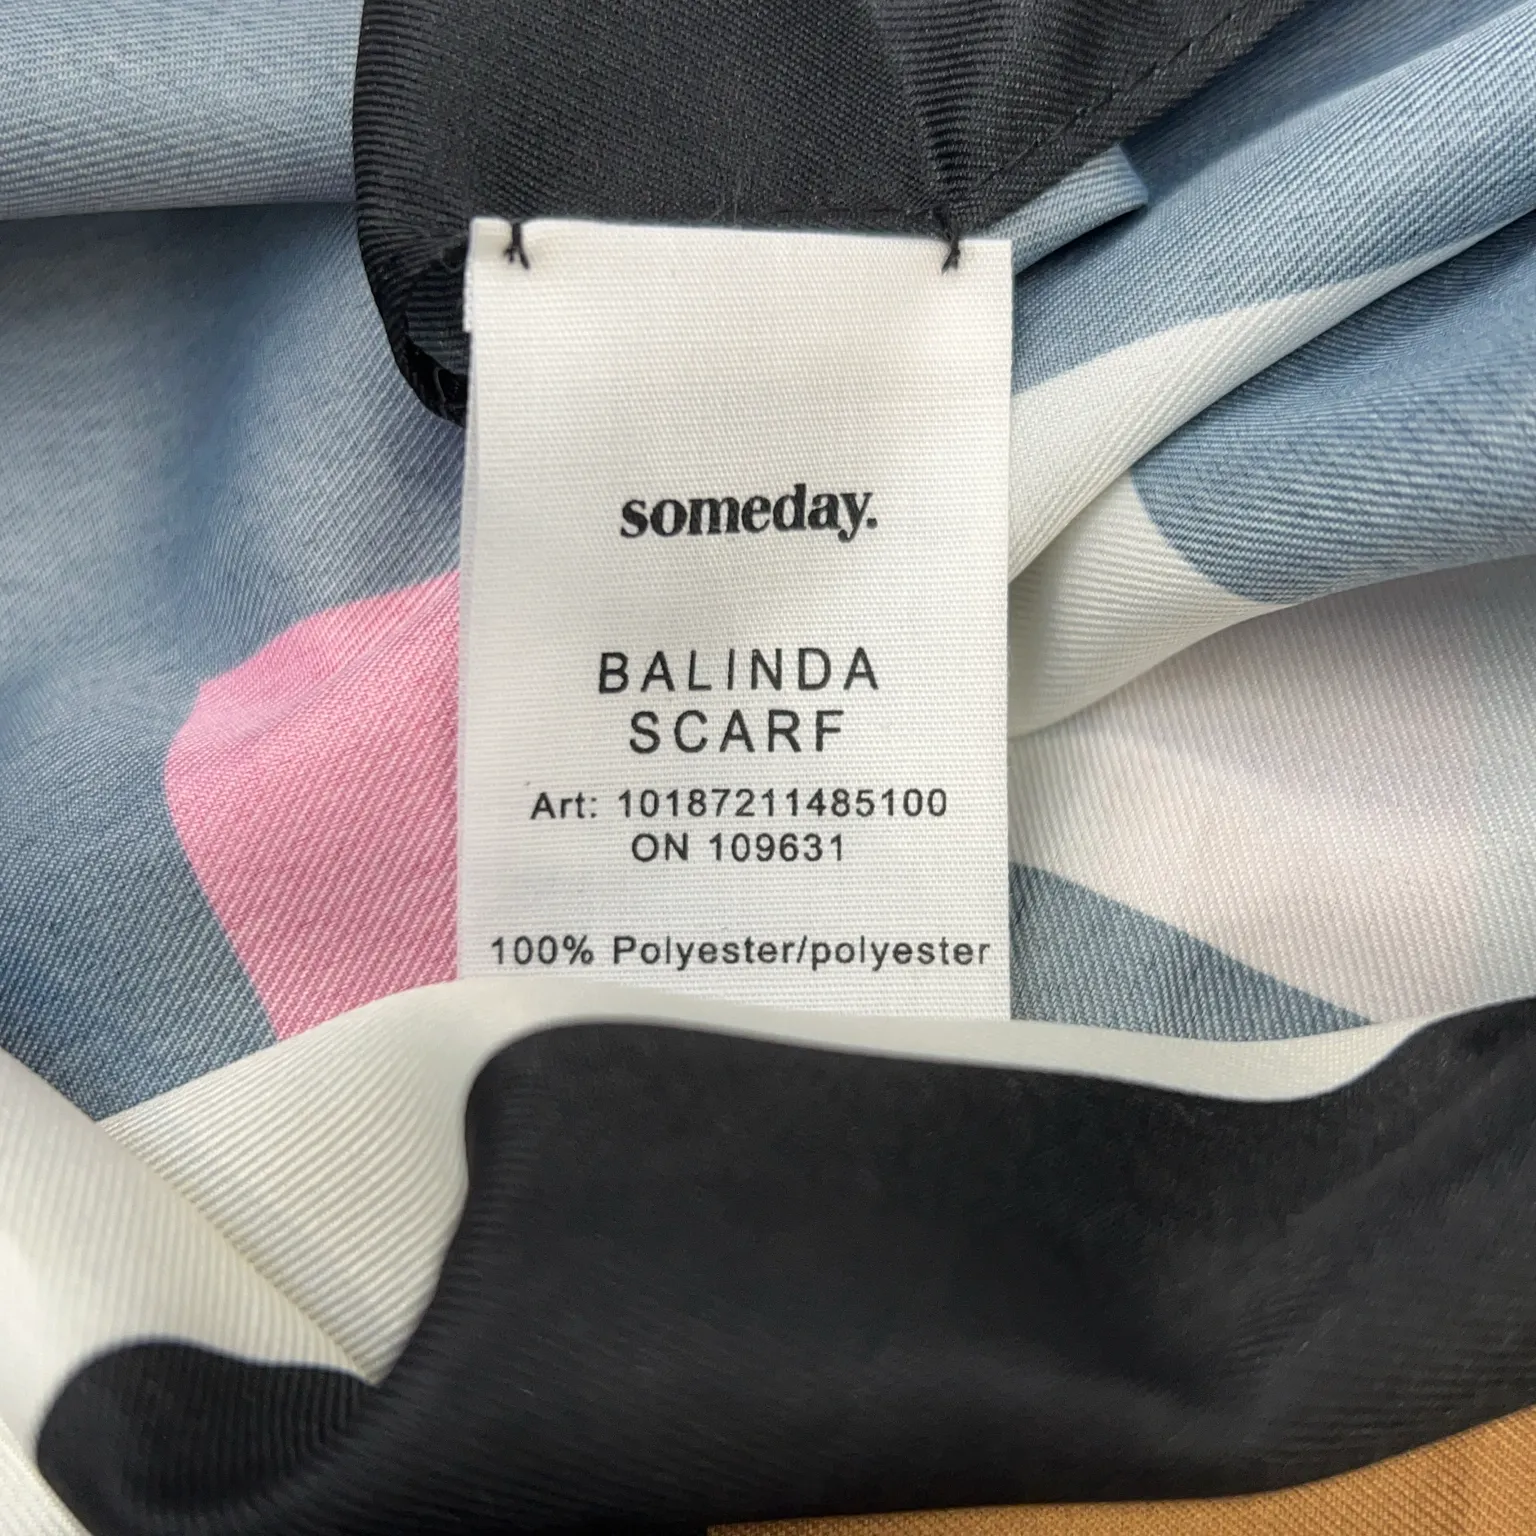 someday.
BALINDA
SCARF
Art: 10187211485100
ON 109631
100% Polyester/polyester